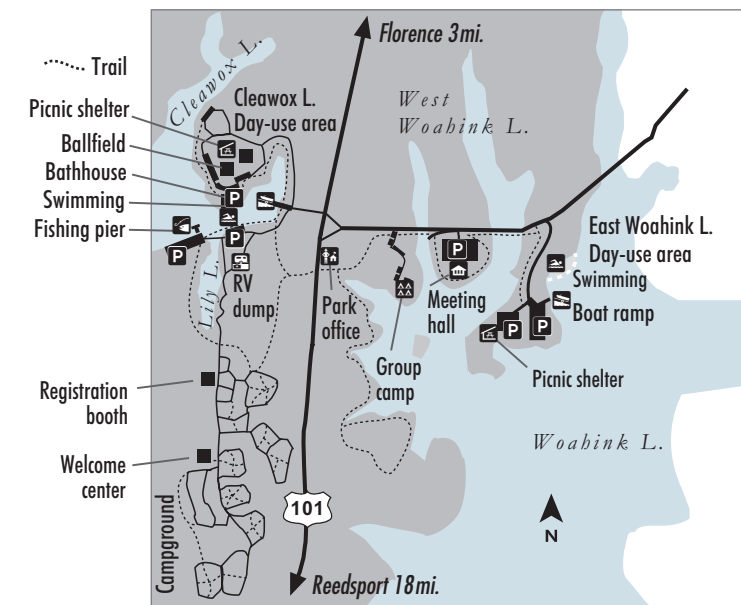 Florence 3mi.
Trail
Cleawox L.
Picnic shelter
Cleawox L.
Day-use area
West
Woahink L.
Ballfield
Bathhouse
P
Swimming
Fishing pier
P
P
P
East Woahink L.
Day-use area
Swimming
Lily L.
RV
dump
Park
office
Meeting
hall
Boat ramp
P
P
Group
camp
Picnic shelter
Registration
booth
Woahink L.
Welcome
center
Campground
101
N
Reedsport 18mi.